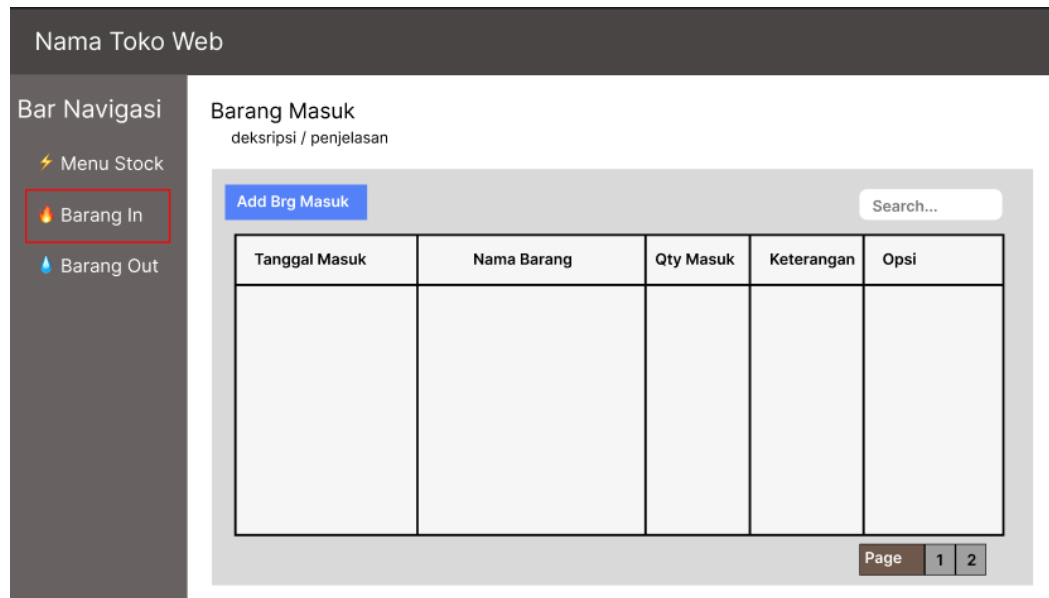 Nama Toko Web
Bar Navigasi
⚡ Menu Stock
🔥 Barang In
💧 Barang Out
Barang Masuk
deksripsi / penjelasan
Add Brg Masuk
Search...
Tanggal Masuk Nama Barang Qty Masuk Keterangan Opsi
Page 1 2